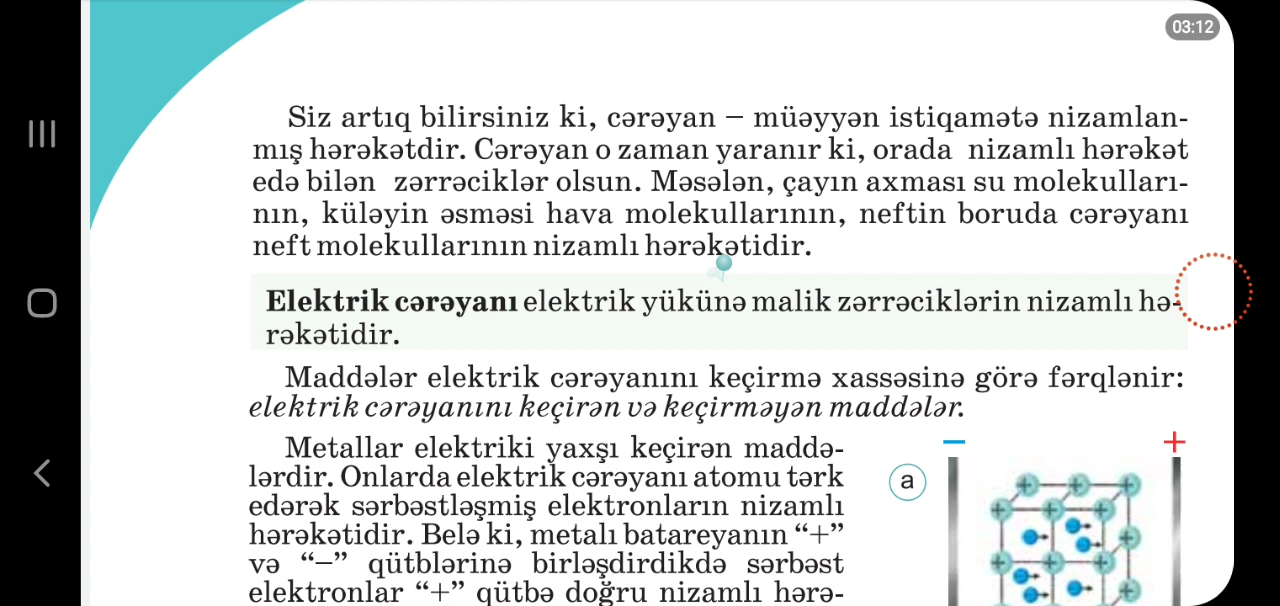 03:12
Siz artıq bilirsiniz ki, cərəyan – müəyyən istiqamətə nizamlan-
mış hərəkətdir. Cərəyan o zaman yaranır ki, orada nizamlı hərəkət
edə bilən zərrəciklər olsun. Məsələn, çayın axması su molekulları-
nın, küləyin əsməsi hava molekullarının, neftin boruda cərəyanı
neft molekullarının nizamlı hərəkətidir.
Elektrik cərəyanı elektrik yükünə malik zərrəciklərin nizamlı hə-
rəkətidir.
Maddələr elektrik cərəyanını keçirmə xassəsinə görə fərqlənir:
elektrik cərəyanını keçirən və keçirməyən maddələr.
Metallar elektriki yaxşı keçirən maddə-
lərdir. Onlarda elektrik cərəyanı atomu tərk
edərək sərbəstləşmiş elektronların nizamlı
hərəkətidir. Belə ki, metalı batareyanın “+”
və “–” qütblərinə birləşdirdikdə sərbəst
elektronlar “+” qütbə doğru nizamlı hərə-
– +
a